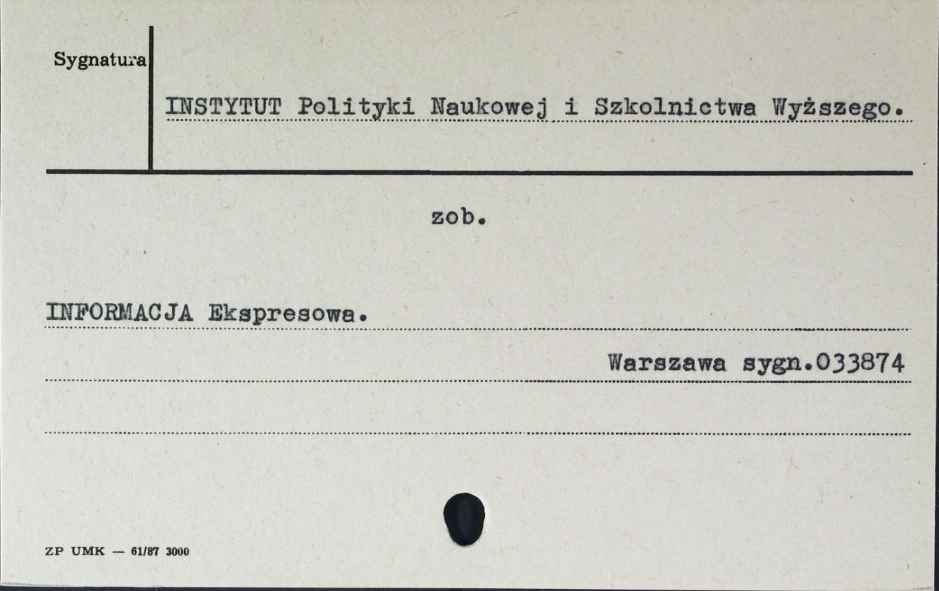 Sygnatura
INSTYTUT Polityki Naukowej i Szkolnictwa Wyższego.
zob.
INFORMACJA Ekspresowa.
Warszawa sygn.033874
ZP UMK — 61/87 3000